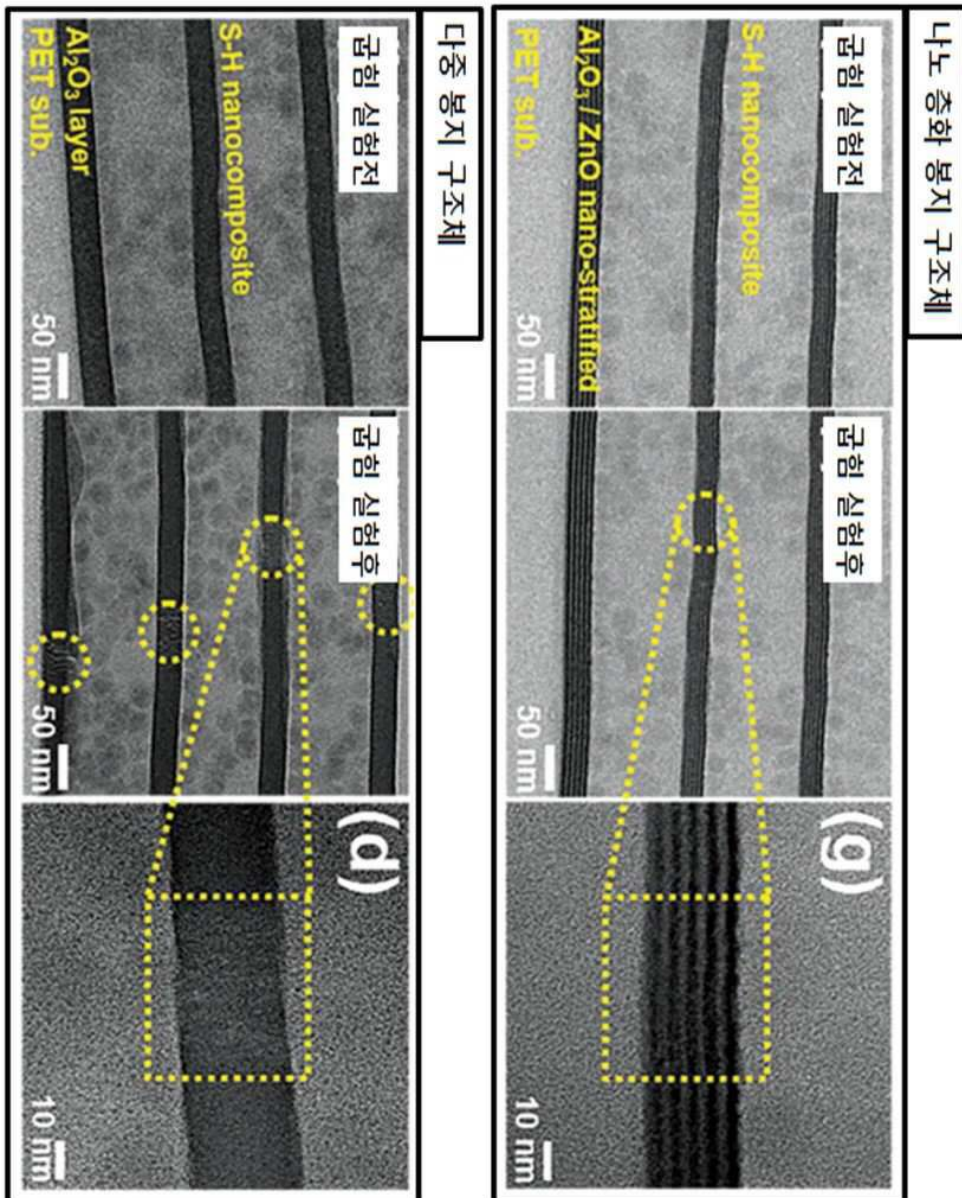 나노 층화 봉지 구조체
굽힘 실험전
S-H nanocomposite
Al₂O₃ / ZnO nano-stratified
PET sub.
50 nm
굽힘 실험후
50 nm
(g)
10 nm
다중 봉지 구조체
굽힘 실험전
S-H nanocomposite
Al₂O₃ layer
PET sub.
50 nm
굽힘 실험후
50 nm
(d)
10 nm